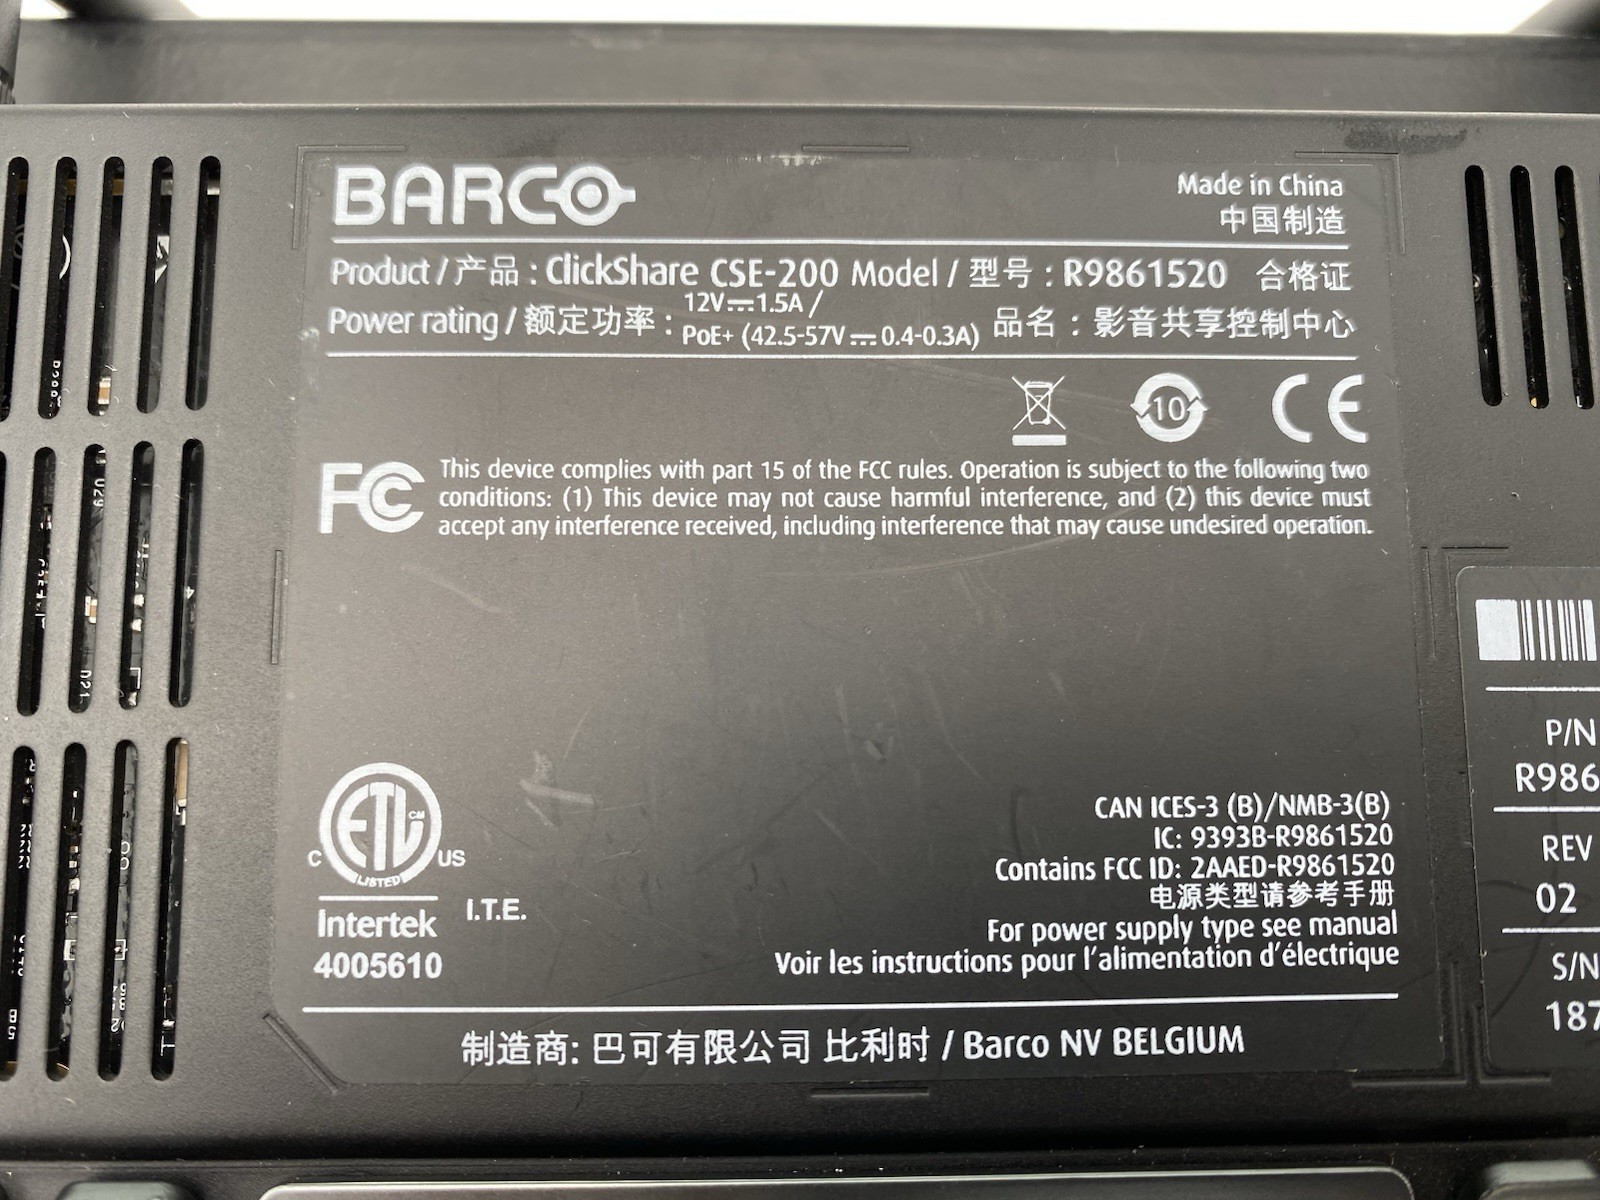 BARCO
Made in China
中国制造
Product / 产品 : ClickShare CSE-200 Model / 型号 : R9861520 合格证
Power rating / 额定功率 : 12V⎓1.5A /
PoE+ (42.5-57V⎓0.4-0.3A) 品名 : 影音共享控制中心
10
CE
FC
This device complies with part 15 of the FCC rules. Operation is subject to the following two
conditions: (1) This device may not cause harmful interference, and (2) this device must
accept any interference received, including interference that may cause undesired operation.
C ETL CM US
LISTED
Intertek
4005610
I.T.E.
CAN ICES-3 (B)/NMB-3(B)
IC: 9393B-R9861520
Contains FCC ID: 2AAED-R9861520
电源类型请参考手册
For power supply type see manual
Voir les instructions pour l'alimentation d'électrique
制造商: 巴可有限公司 比利时 / Barco NV BELGIUM
P/N
R986
REV
02
S/N
187